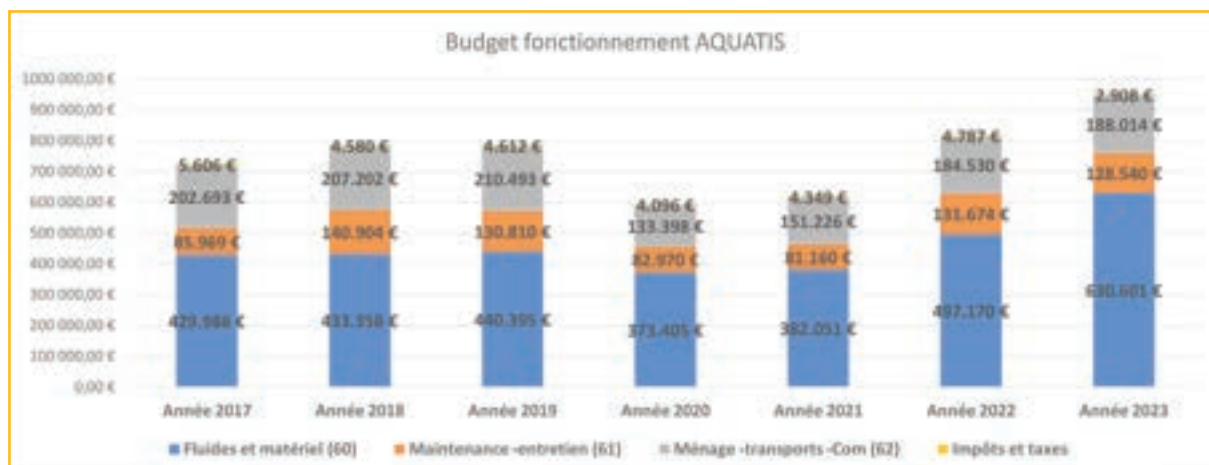 Budget fonctionnement AQUATIS
1000 000,00 €
900 000,00 €
800 000,00 €
700 000,00 €
600 000,00 €
500 000,00 €
400 000,00 €
300 000,00 €
200 000,00 €
100 000,00 €
0,00 €
5.606 € 4.580 € 4.612 € 4.096 € 4.349 € 4.787 € 2.908 €
202.693 € 207.202 € 210.493 € 133.398 € 151.226 € 184.530 € 188.014 €
85.969 € 140.904 € 130.810 € 82.970 € 81.160 € 131.674 € 128.540 €
440.395 € 373.405 € 382.051 € 497.170 € 630.601 €
Année 2017 Année 2018 Année 2019 Année 2020 Année 2021 Année 2022 Année 2023
Fluides et matériel (60) Maintenance -entretien (61) Ménage -transports -Com (62) Impôts et taxes